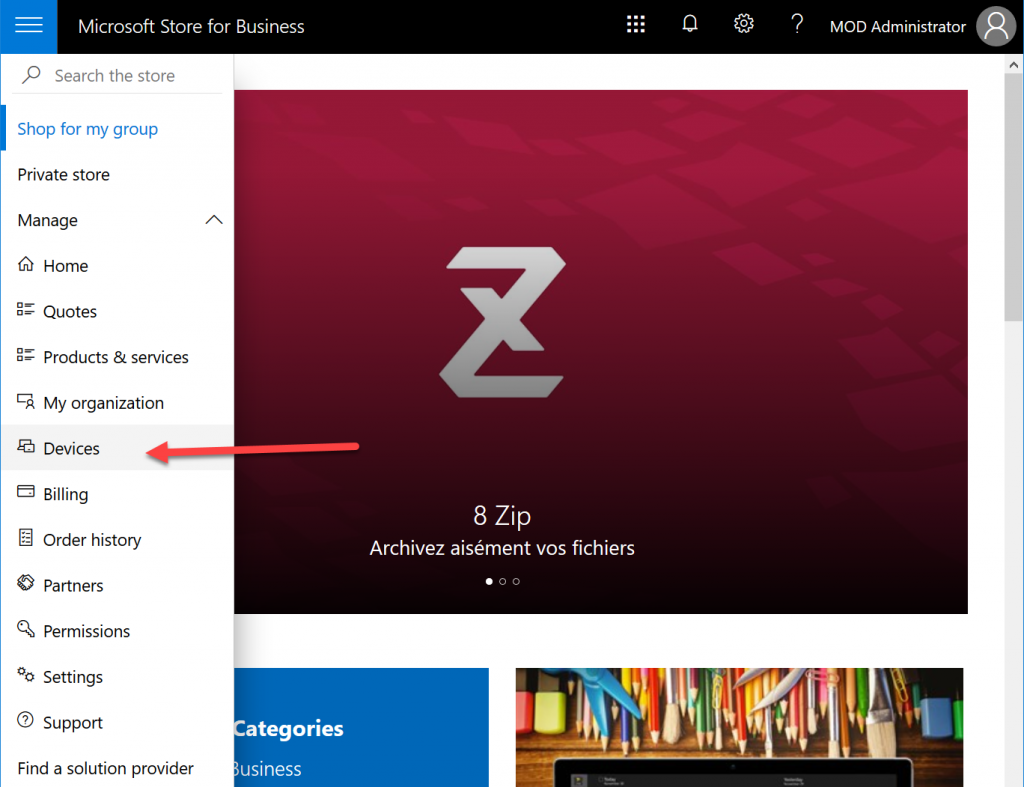 Microsoft Store for Business
MOD Administrator
Search the store
Shop for my group
Private store
Manage
Home
Quotes
Products & services
My organization
Devices
Billing
Order history
Partners
Permissions
Settings
Support
Find a solution provider
8 Zip
Archivez aisément vos fichiers
Categories
Business
Today
Yesterday